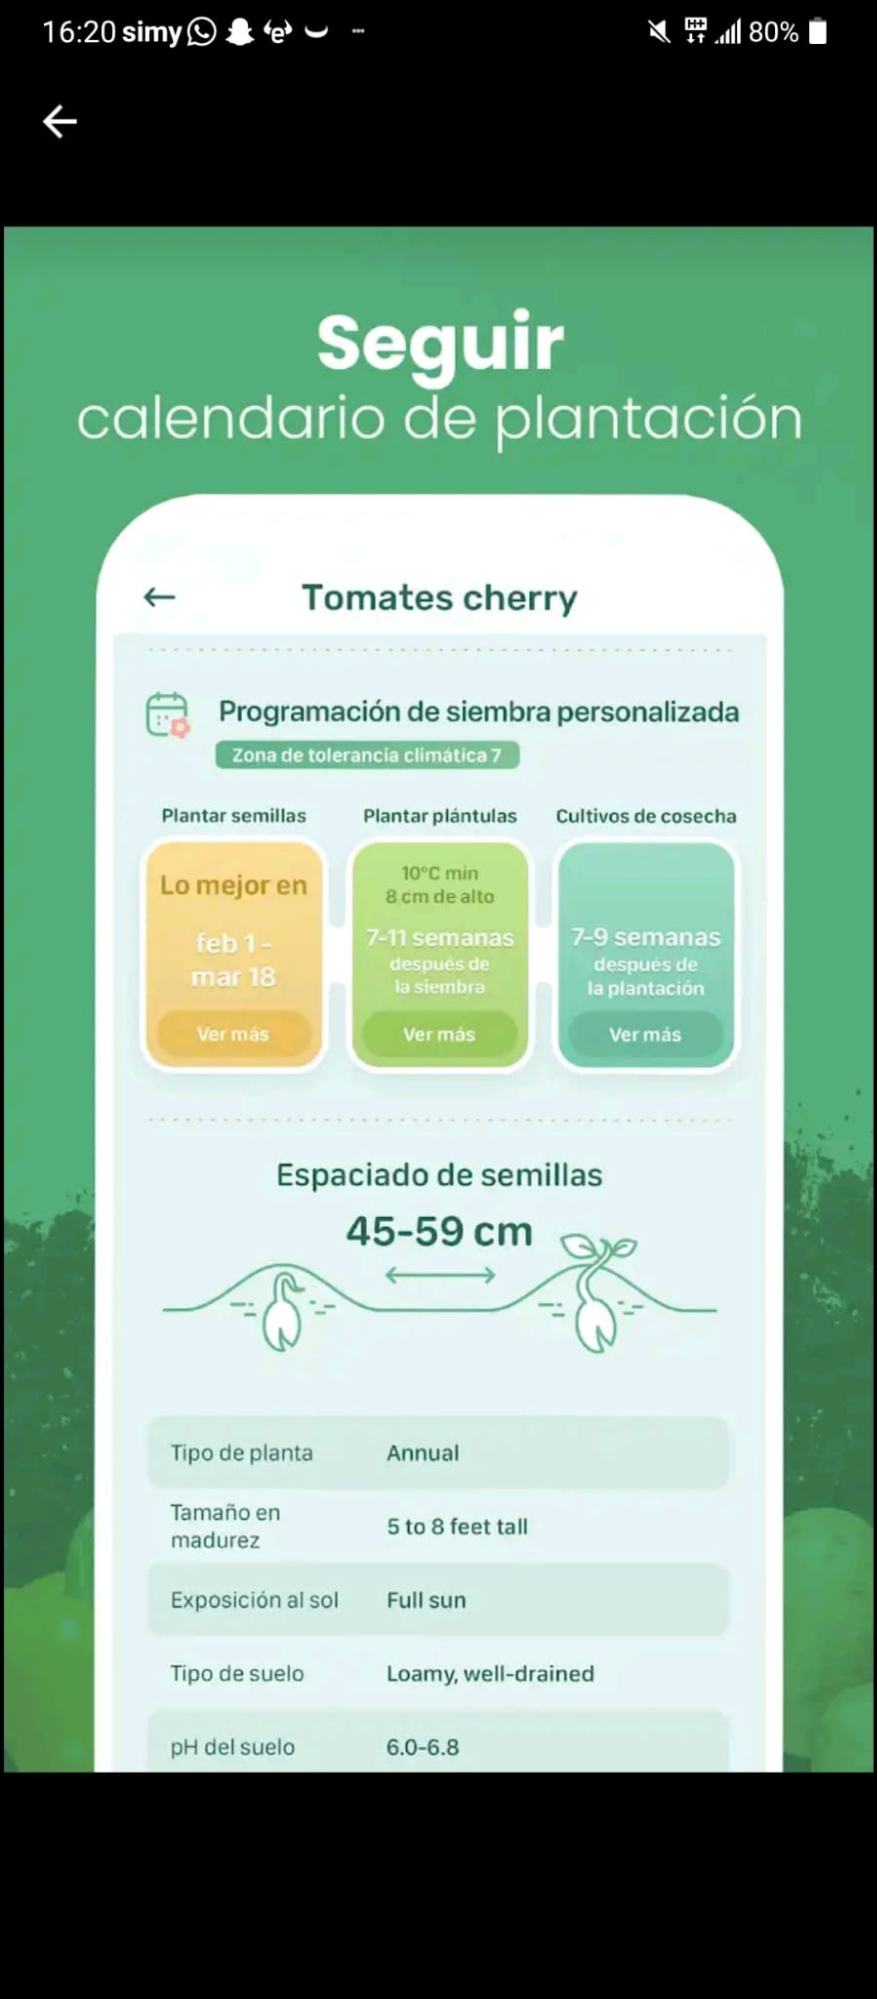 16:20 simy
80%
Seguir
calendario de plantación
Tomates cherry
Programación de siembra personalizada
Zona de tolerancia climática 7
Plantar semillas
Lo mejor en
feb 1 -
mar 18
Ver más
Plantar plántulas
10°C min
8 cm de alto
7-11 semanas
después de
la siembra
Ver más
Cultivos de cosecha
7-9 semanas
después de
la plantación
Ver más
Espaciado de semillas
45-59 cm
Tipo de planta Annual
Tamaño en
madurez
5 to 8 feet tall
Exposición al sol Full sun
Tipo de suelo Loamy, well-drained
pH del suelo 6.0-6.8